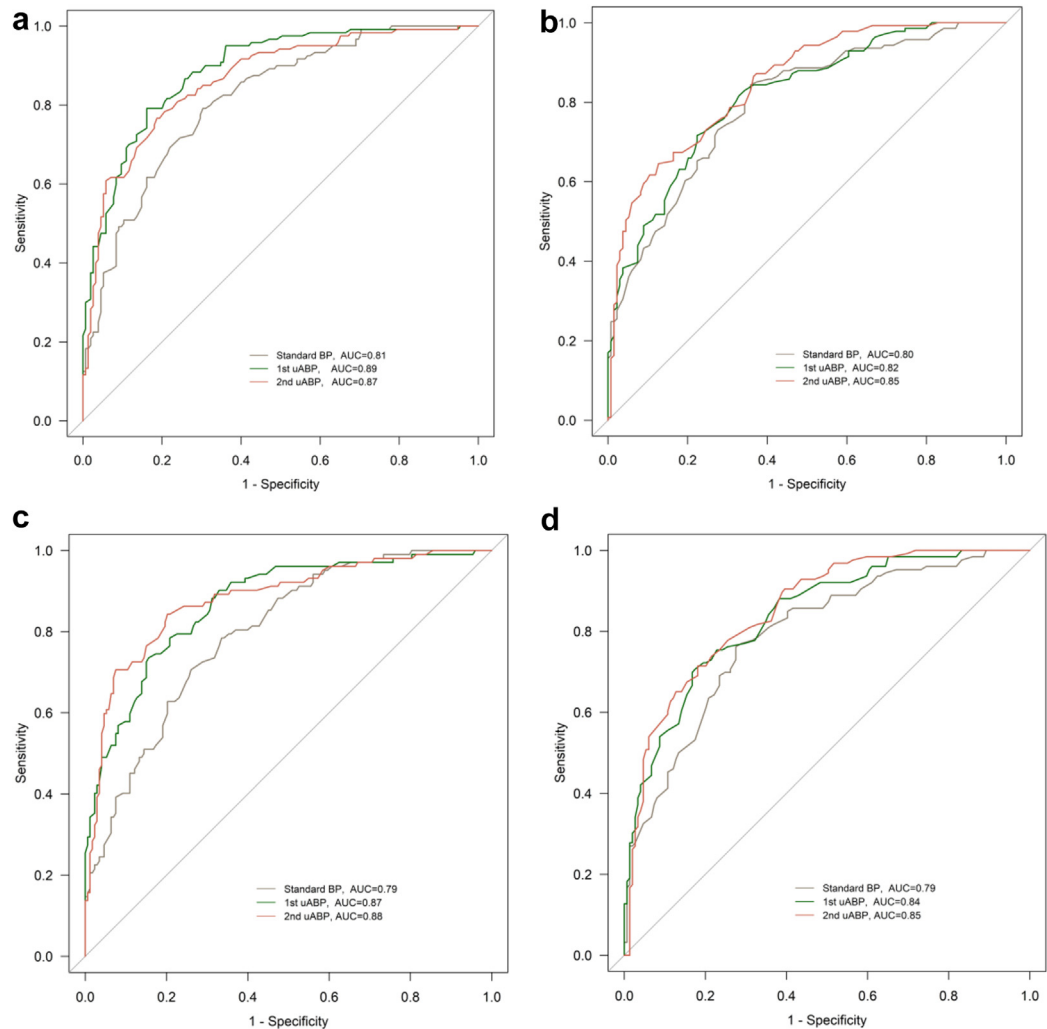 a
1.0
0.8
0.6
0.4
0.2
0.0
Sensitivity
Standard BP, AUC=0.81
1st uABP, AUC=0.89
2nd uABP, AUC=0.87
0.0 0.2 0.4 0.6 0.8 1.0
1 - Specificity
b
1.0
0.8
0.6
0.4
0.2
0.0
Sensitivity
Standard BP, AUC=0.80
1st uABP, AUC=0.82
2nd uABP, AUC=0.85
0.0 0.2 0.4 0.6 0.8 1.0
1 - Specificity
c
1.0
0.8
0.6
0.4
0.2
0.0
Sensitivity
Standard BP, AUC=0.79
1st uABP, AUC=0.87
2nd uABP, AUC=0.88
0.0 0.2 0.4 0.6 0.8 1.0
1 - Specificity
d
1.0
0.8
0.6
0.4
0.2
0.0
Sensitivity
Standard BP, AUC=0.79
1st uABP, AUC=0.84
2nd uABP, AUC=0.85
0.0 0.2 0.4 0.6 0.8 1.0
1 - Specificity